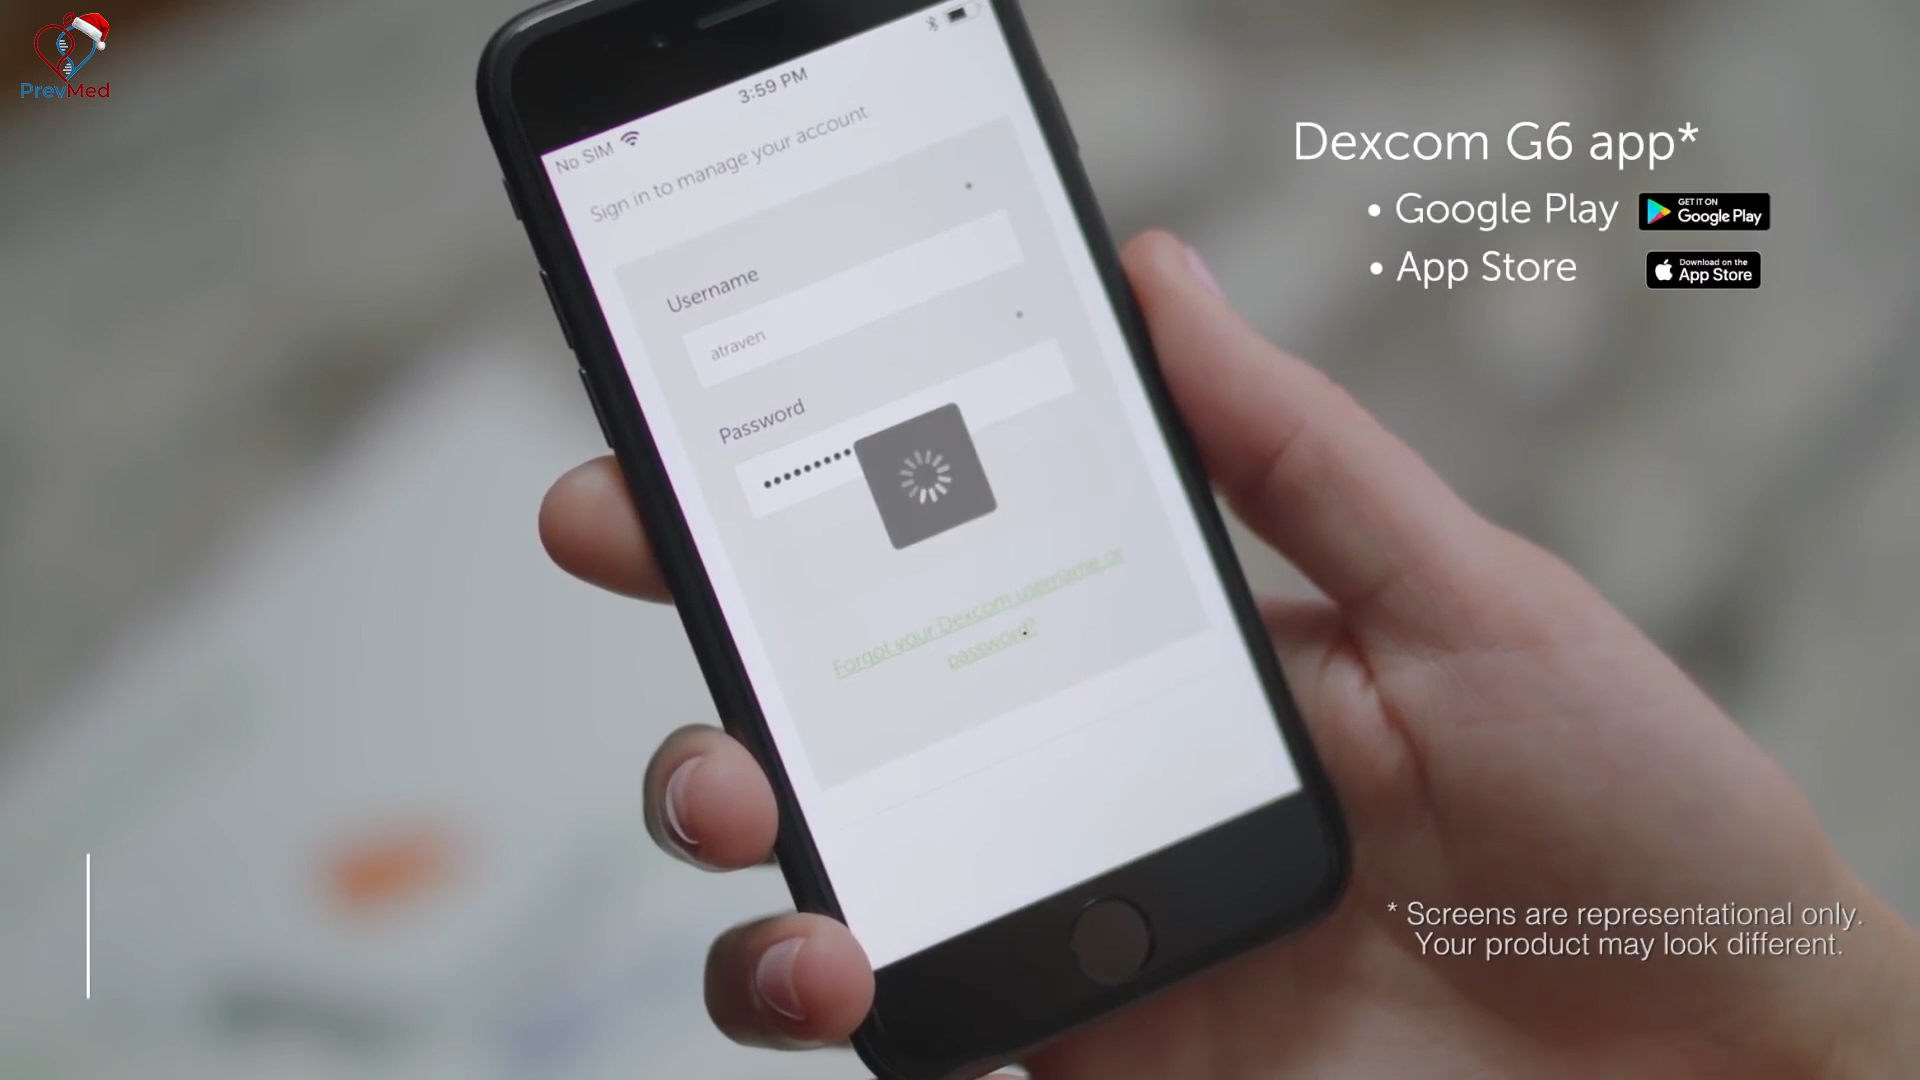 PrevMed
No SIM
3:59 PM
Sign in to manage your account
Username
atraven
Password
Forgot your Dexcom username or
password?
Dexcom G6 app*
• Google Play
GET IT ON
Google Play
• App Store
Download on the
App Store
* Screens are representational only.
Your product may look different.